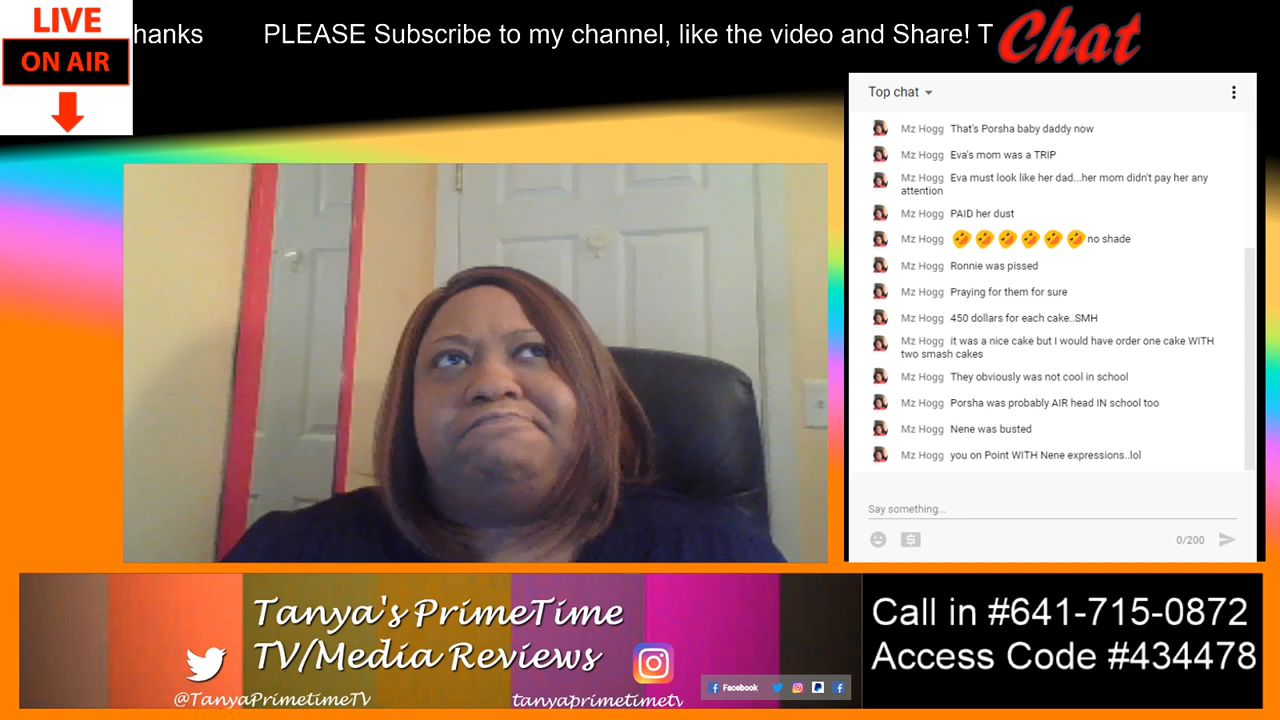 LIVE
ON AIR
hanks PLEASE Subscribe to my channel, like the video and Share! T
Chat
Top chat
Mz Hogg That's Porsha baby daddy now
Mz Hogg Eva's mom was a TRIP
Mz Hogg Eva must look like her dad...her mom didn't pay her any
attention
Mz Hogg PAID her dust
Mz Hogg 🤣🤣🤣🤣🤣🤣no shade
Mz Hogg Ronnie was pissed
Mz Hogg Praying for them for sure
Mz Hogg 450 dollars for each cake..SMH
Mz Hogg it was a nice cake but I would have order one cake WITH
two smash cakes
Mz Hogg They obviously was not cool in school
Mz Hogg Porsha was probably AIR head IN school too
Mz Hogg Nene was busted
Mz Hogg you on Point WITH Nene expressions..lol
Say something...
0/200
Tanya's PrimeTime
TV/Media Reviews
@TanyaPrimetimeTV
tanyaprimetimetv
Facebook
Call in #641-715-0872
Access Code #434478